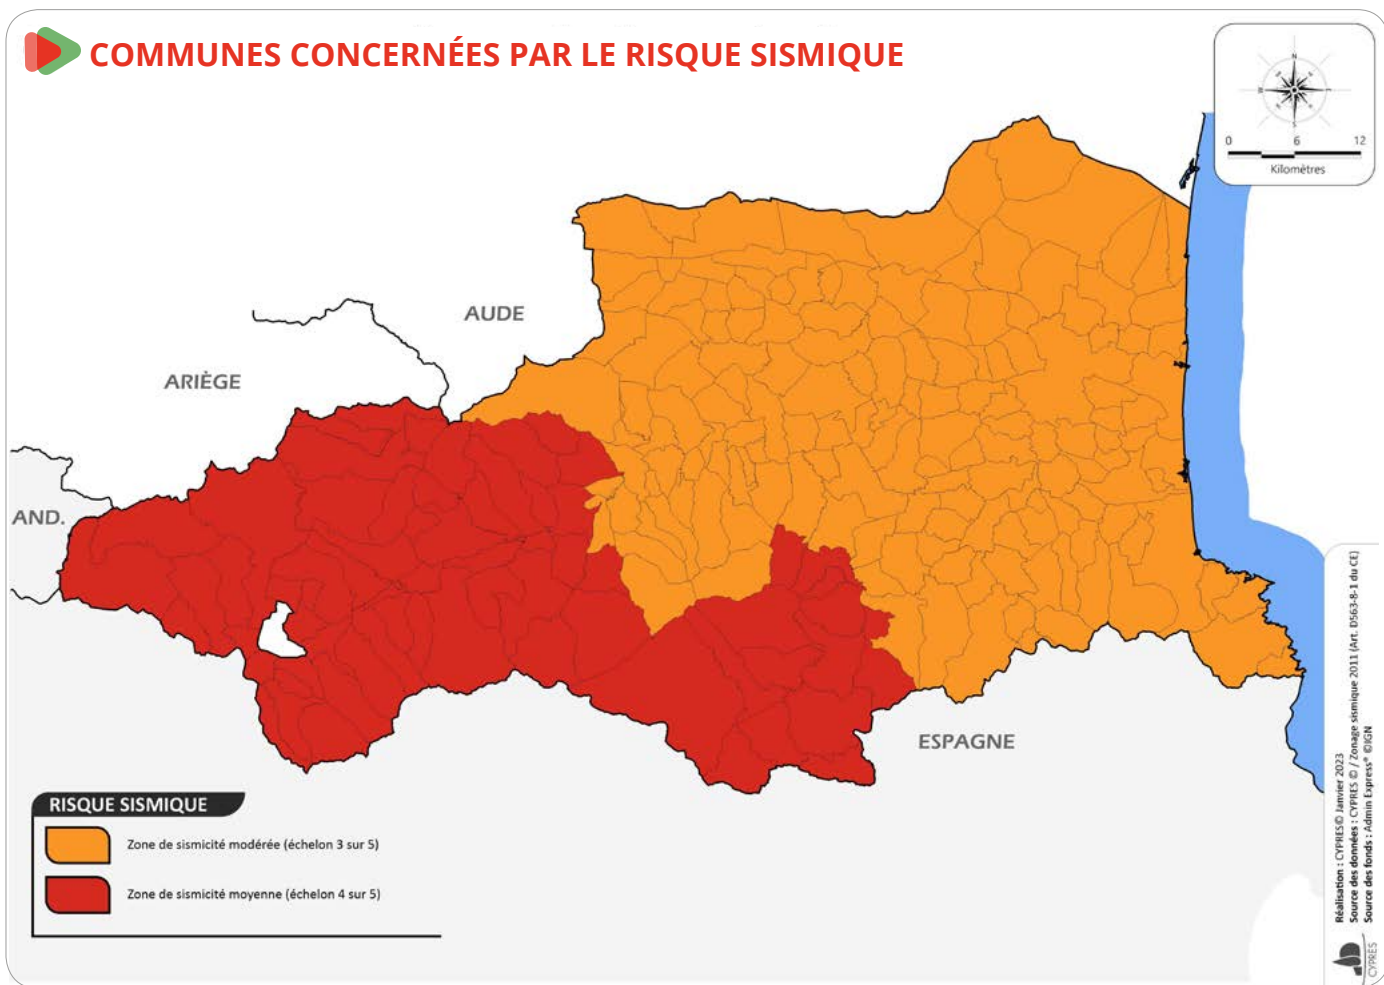 COMMUNES CONCERNÉES PAR LE RISQUE SISMIQUE
N
S
0 6 12
Kilomètres
AUDE
ARIÈGE
AND.
ESPAGNE
RISQUE SISMIQUE
Zone de sismicité modérée (échelon 3 sur 5)
Zone de sismicité moyenne (échelon 4 sur 5)
Réalisation : CYPRES© Janvier 2023
Source des données : CYPRES © / Zonage sismique 2011 (Art. D563-8-1 du CE)
Source des fonds : Admin Express® ©IGN
CYPRES